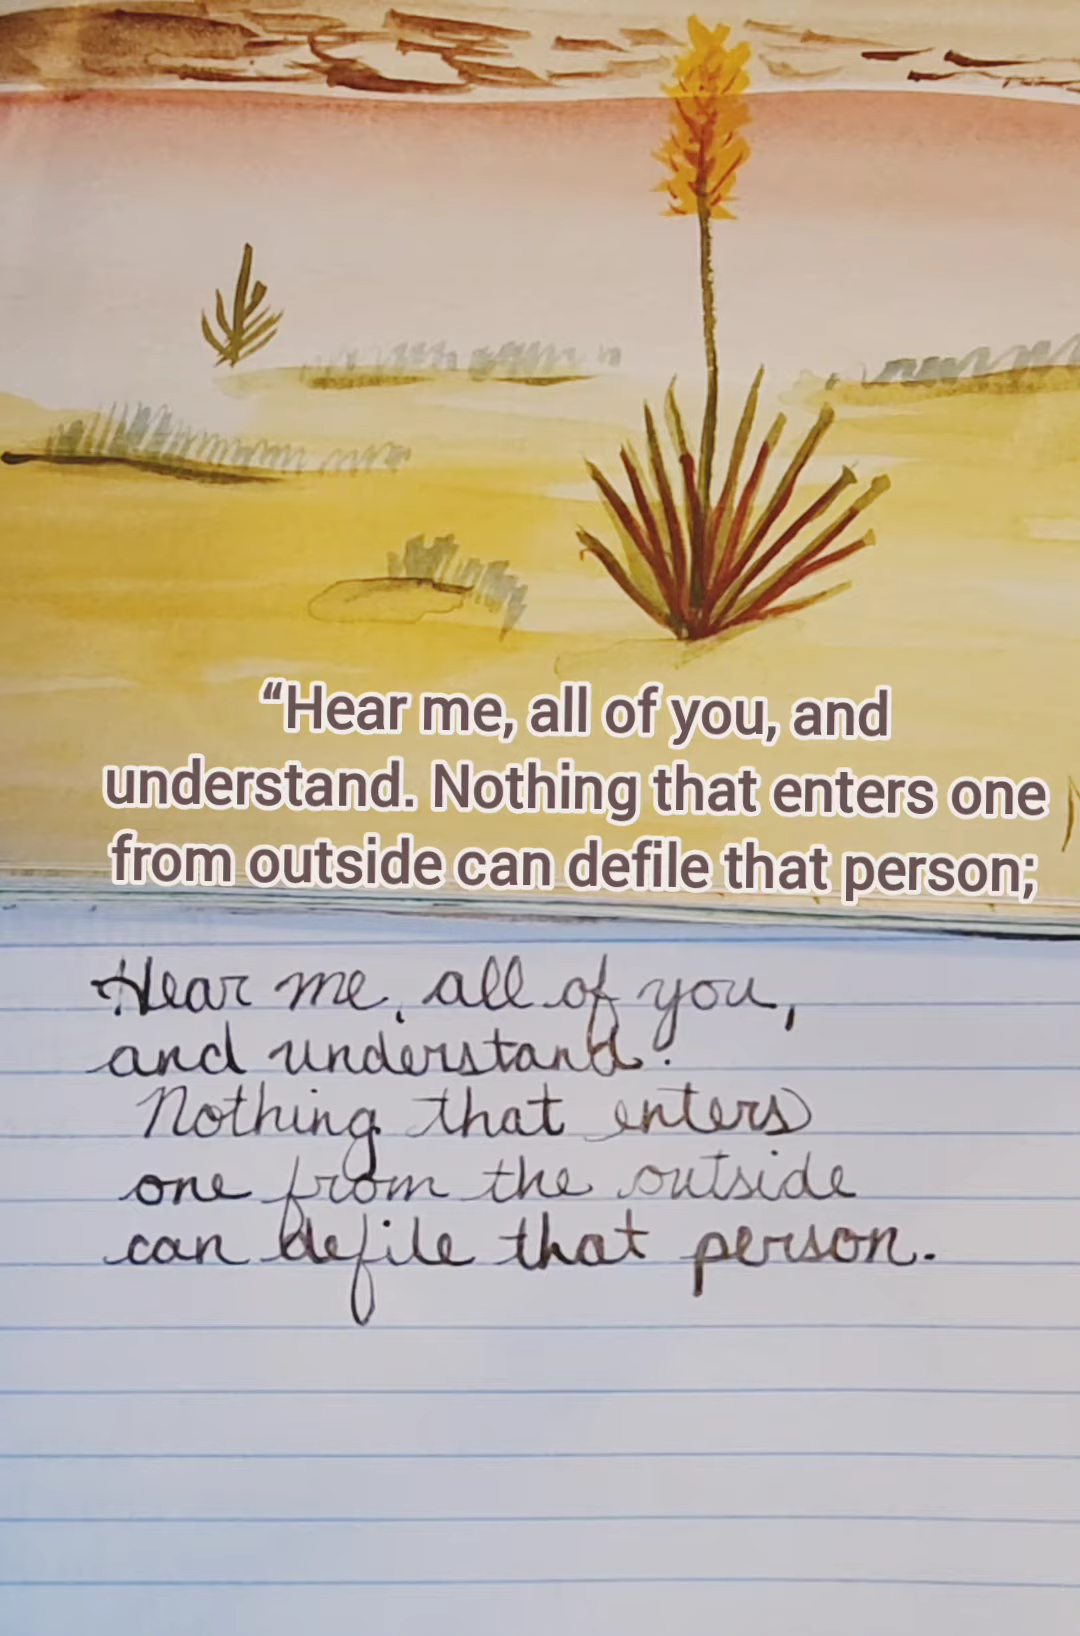 “Hear me, all of you, and
understand. Nothing that enters one
from outside can defile that person;
Hear me, all of you,
and understand.
Nothing that enters
one from the outside
can defile that person.